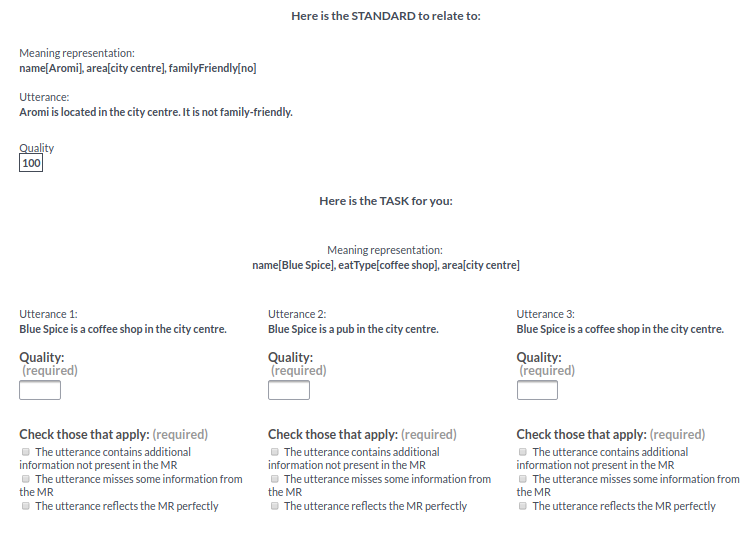 Here is the STANDARD to relate to:
Meaning representation:
name[Aromi], area[city centre], familyFriendly[no]
Utterance:
Aromi is located in the city centre. It is not family-friendly.
Quality
100
Here is the TASK for you:
Meaning representation:
name[Blue Spice], eatType[coffee shop], area[city centre]
Utterance 1:
Blue Spice is a coffee shop in the city centre.
Quality:
(required)
Check those that apply: (required)
The utterance contains additional
information not present in the MR
The utterance misses some information from
the MR
The utterance reflects the MR perfectly
Utterance 2:
Blue Spice is a pub in the city centre.
Quality:
(required)
Check those that apply: (required)
The utterance contains additional
information not present in the MR
The utterance misses some information from
the MR
The utterance reflects the MR perfectly
Utterance 3:
Blue Spice is a coffee shop in the city centre.
Quality:
(required)
Check those that apply: (required)
The utterance contains additional
information not present in the MR
The utterance misses some information from
the MR
The utterance reflects the MR perfectly